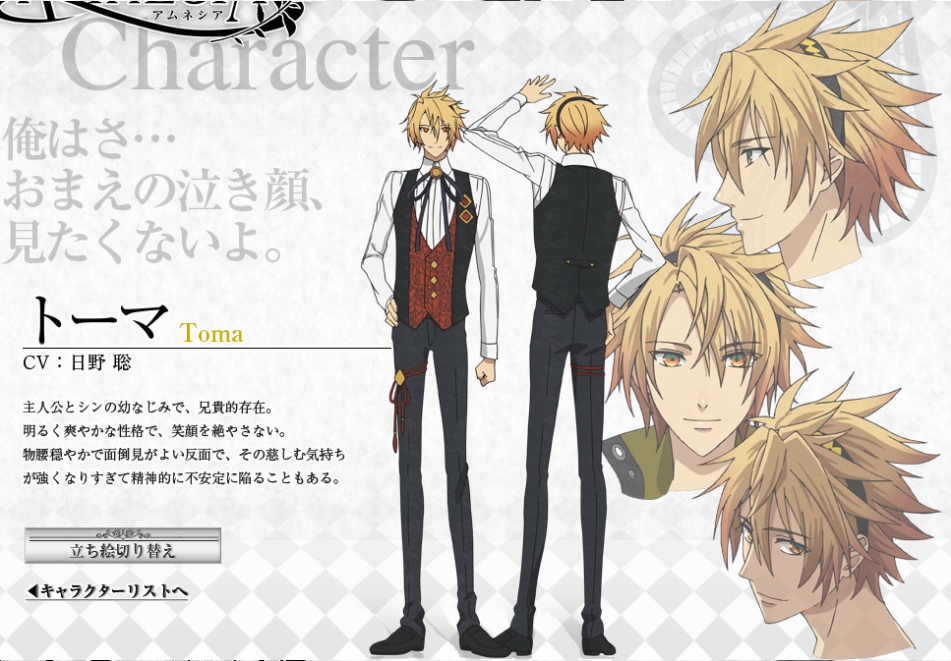 アムネシア
Character
俺はさ…
おまえの泣き顔、
見たくないよ。
トーマ Toma
CV：日野 聡
主人公とシンの幼なじみで、兄貴的存在。
明るく爽やかな性格で、笑顔を絶やさない。
物腰穏やかで面倒見がよい反面で、その慈しむ気持ち
が強くなりすぎて精神的に不安定に陥ることもある。
立ち絵切り替え
◀キャラクターリストへ